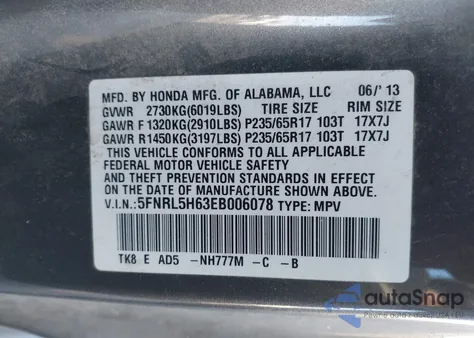 MFD. BY HONDA MFG. OF ALABAMA, LLC 06/'13
GVWR 2730KG(6019LBS) TIRE SIZE RIM SIZE
GAWR F 1320KG(2910LBS) P235/65R17 103T 17X7J
GAWR R1450KG(3197LBS) P235/65R17 103T 17X7J
THIS VEHICLE CONFORMS TO ALL APPLICABLE
FEDERAL MOTOR VEHICLE SAFETY
AND THEFT PREVENTION STANDARDS IN EFFECT ON
THE DATE OF MANUFACTURE SHOWN ABOVE.
V.I.N.:5FNRL5H63EB006078 TYPE: MPV
TK8 E AD5 -NH777M -C -B
autoSnap